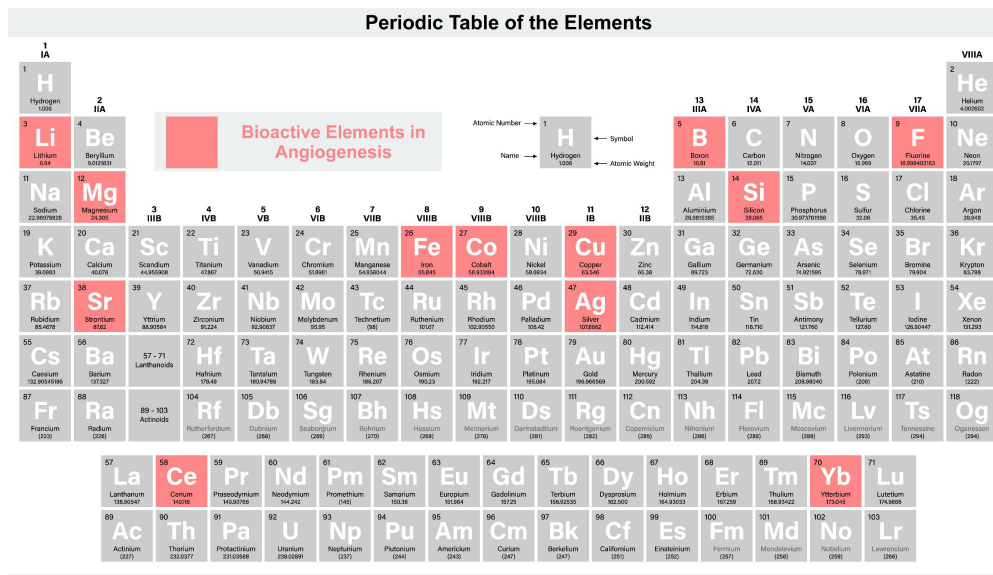 Periodic Table of the Elements
1 VIIIA
IA
1 2
H He
Hydrogen Helium
1.008 4.002602
2 13 14 15 16 17
IIA IIIA IVA VA VIA VIIA
3 4 Bioactive Elements in Angiogenesis Atomic Number 1 5 6 7 8 9 10
Li Be H Symbol B C N O F Ne
Lithium Beryllium Name Hydrogen Boron Carbon Nitrogen Oxygen Fluorine Neon
6.94 9.0121831 1.008 Atomic Weight 10.81 12.011 14.007 15.999 18.998403163 20.1797
11 12 13 14 15 16 17 18
Na Mg Al Si P S Cl Ar
Sodium Magnesium Aluminium Silicon Phosphorus Sulfur Chlorine Argon
22.98976928 24.305 26.9815385 28.085 30.973761998 32.06 35.45 39.948
3 4 5 6 7 8 9 10 11 12
IIIB IVB VB VIB VIIB VIIIB VIIIB VIIIB IB IIB
19 20 21 22 23 24 25 26 27 28 29 30 31 32 33 34 35 36
K Ca Sc Ti V Cr Mn Fe Co Ni Cu Zn Ga Ge As Se Br Kr
Potassium Calcium Scandium Titanium Vanadium Chromium Manganese Iron Cobalt Nickel Copper Zinc Gallium Germanium Arsenic Selenium Bromine Krypton
39.0983 40.078 44.955908 47.867 50.9415 51.9961 54.938044 55.845 58.933194 58.6934 63.546 65.38 69.723 72.630 74.921595 78.971 79.904 83.798
37 38 39 40 41 42 43 44 45 46 47 48 49 50 51 52 53 54
Rb Sr Y Zr Nb Mo Tc Ru Rh Pd Ag Cd In Sn Sb Te I Xe
Rubidium Strontium Yttrium Zirconium Niobium Molybdenum Technetium Ruthenium Rhodium Palladium Silver Cadmium Indium Tin Antimony Tellurium Iodine Xenon
85.4678 87.62 88.90584 91.224 92.90637 95.95 (98) 101.07 102.90550 106.42 107.8682 112.414 114.818 118.710 121.760 127.60 126.90447 131.293
55 56 57 - 71 72 73 74 75 76 77 78 79 80 81 82 83 84 85 86
Cs Ba Lanthanoids Hf Ta W Re Os Ir Pt Au Hg Tl Pb Bi Po At Rn
Caesium Barium Hafnium Tantalum Tungsten Rhenium Osmium Iridium Platinum Gold Mercury Thallium Lead Bismuth Polonium Astatine Radon
132.90545196 137.327 178.49 180.94788 183.84 186.207 190.23 192.217 195.084 196.966569 200.592 204.38 207.2 208.98040 (209) (210) (222)
87 88 89 - 103 104 105 106 107 108 109 110 111 112 113 114 115 116 117 118
Fr Ra Actinoids Rf Db Sg Bh Hs Mt Ds Rg Cn Nh Fl Mc Lv Ts Og
Francium Radium Rutherfordium Dubnium Seaborgium Bohrium Hassium Meitnerium Darmstadtium Roentgenium Copernicium Nihonium Flerovium Moscovium Livermorium Tennessine Oganesson
(223) (226) (267) (268) (269) (270) (269) (278) (281) (282) (285) (286) (289) (289) (293) (294) (294)
57 58 59 60 61 62 63 64 65 66 67 68 69 70 71
La Ce Pr Nd Pm Sm Eu Gd Tb Dy Ho Er Tm Yb Lu
Lanthanum Cerium Praseodymium Neodymium Promethium Samarium Europium Gadolinium Terbium Dysprosium Holmium Erbium Thulium Ytterbium Lutetium
138.90547 140.116 140.90766 144.242 (145) 150.36 151.964 157.25 158.92535 162.500 164.93033 167.259 168.93422 173.045 174.9668
89 90 91 92 93 94 95 96 97 98 99 100 101 102 103
Ac Th Pa U Np Pu Am Cm Bk Cf Es Fm Md No Lr
Actinium Thorium Protactinium Uranium Neptunium Plutonium Americium Curium Berkelium Californium Einsteinium Fermium Mendelevium Nobelium Lawrencium
(227) 232.0377 231.03588 238.02891 (237) (244) (243) (247) (247) (251) (252) (257) (258) (259) (266)